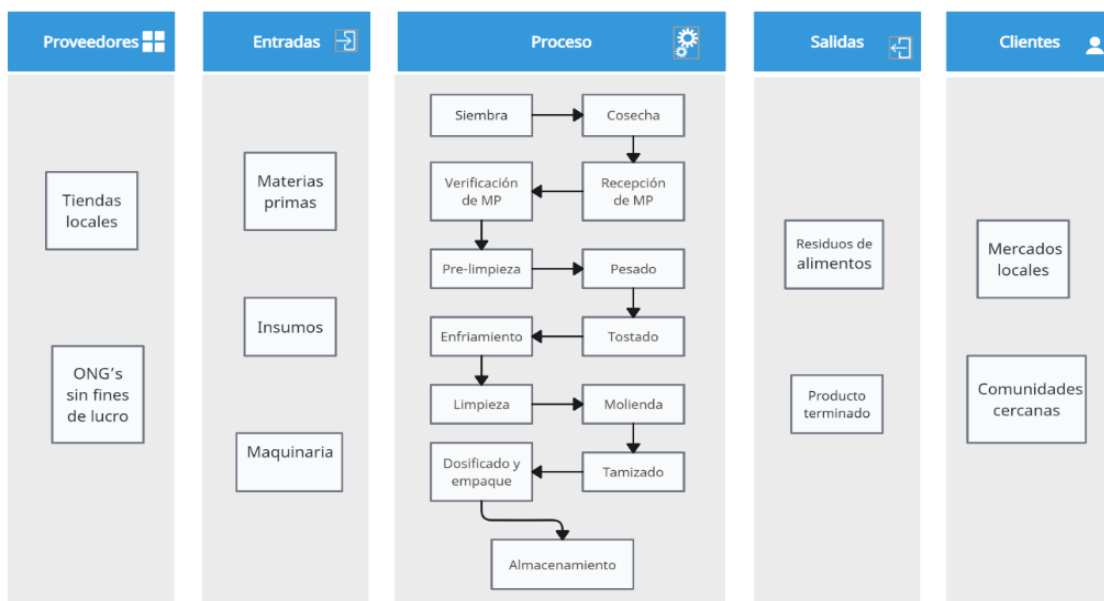 Proveedores
Entradas
Proceso
Salidas
Clientes
Tiendas
locales
ONG's
sin fines
de lucro
Materias
primas
Insumos
Maquinaria
Siembra
Cosecha
Recepción
de MP
Verificación
de MP
Pre-limpieza
Pesado
Tostado
Enfriamiento
Limpieza
Molienda
Tamizado
Dosificado y
empaque
Almacenamiento
Residuos de
alimentos
Producto
terminado
Mercados
locales
Comunidades
cercanas